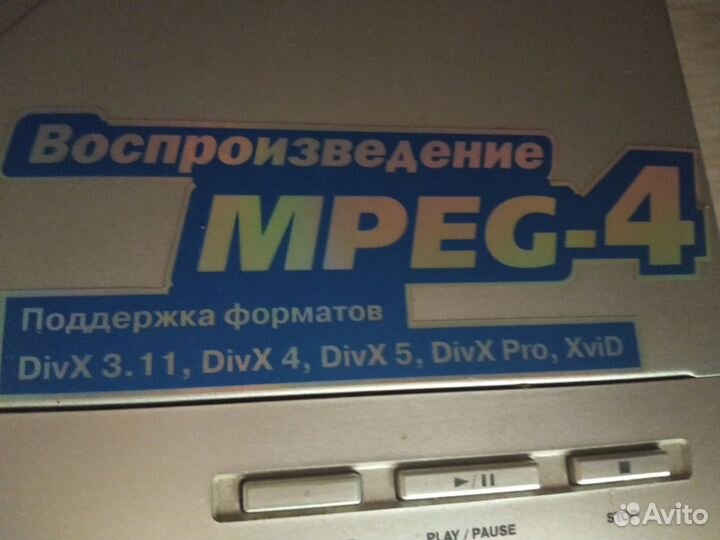 Воспроизведение
MPEG-4
Поддержка форматов
DivX 3.11, DivX 4, DivX 5, DivX Pro, XviD
PLAY / PAUSE
Avito